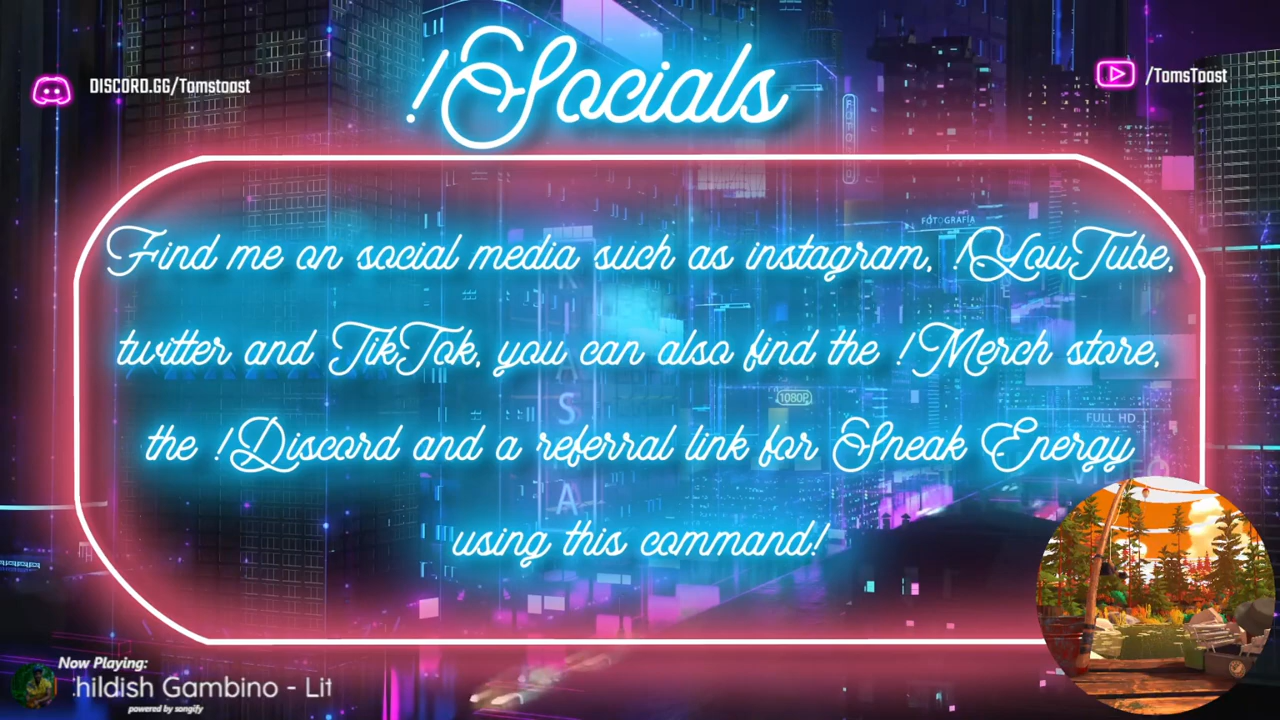 !Socials
DISCORD.GG/Tomstoast
/TomsToast
FOTOGRAFÍA
Find me on social media such as instagram, !YouTube,
twitter and TikTok, you can also find the !Merch store,
1080P
FULL HD
the !Discord and a referral link for Sneak Energy
using this command!
Now Playing:
hildish Gambino - Lit
powered by songify